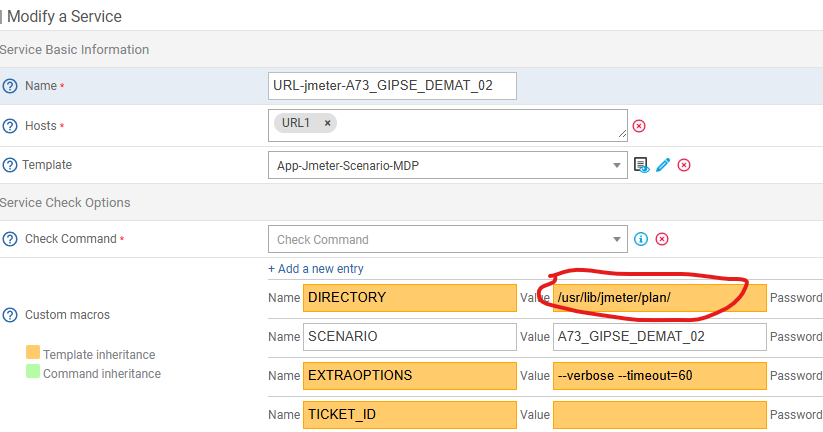 Modify a Service
Service Basic Information
Name *
URL-jmeter-A73_GIPSE_DEMAT_02
Hosts *
URL1 ×
Template
App-Jmeter-Scenario-MDP
Service Check Options
Check Command *
Check Command
+ Add a new entry
Custom macros
Template inheritance
Command inheritance
Name DIRECTORY Value /usr/lib/jmeter/plan/ Password
Name SCENARIO Value A73_GIPSE_DEMAT_02 Password
Name EXTRAOPTIONS Value --verbose --timeout=60 Password
Name TICKET_ID Value Password